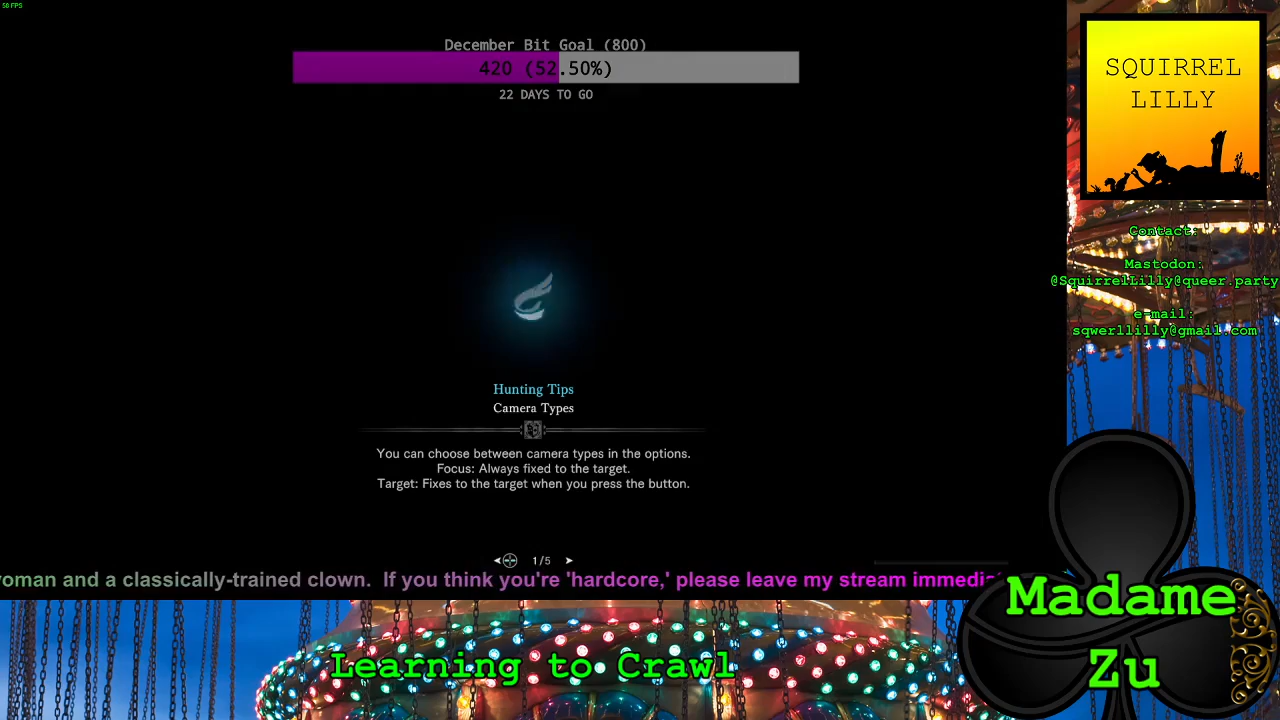 58 FPS
December Bit Goal (800)
420 (52.50%)
22 DAYS TO GO
SQUIRREL
LILLY
Contact:
Mastodon:
@SquirrelLilly@queer.party
e-mail:
sqwerllilly@gmail.com
Hunting Tips
Camera Types
You can choose between camera types in the options.
Focus: Always fixed to the target.
Target: Fixes to the target when you press the button.
1/5
woman and a classically-trained clown. If you think you're 'hardcore,' please leave my stream
Madame
Zu
Learning to Crawl